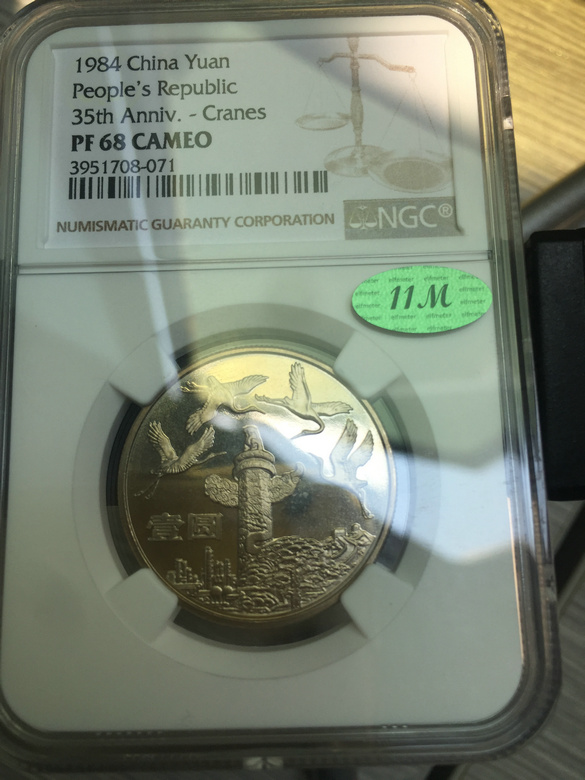 1984 China Yuan
People's Republic
35th Anniv. - Cranes
PF 68 CAMEO
3951708-071
NUMISMATIC GUARANTY CORPORATION
NGC®
11M
壹圆